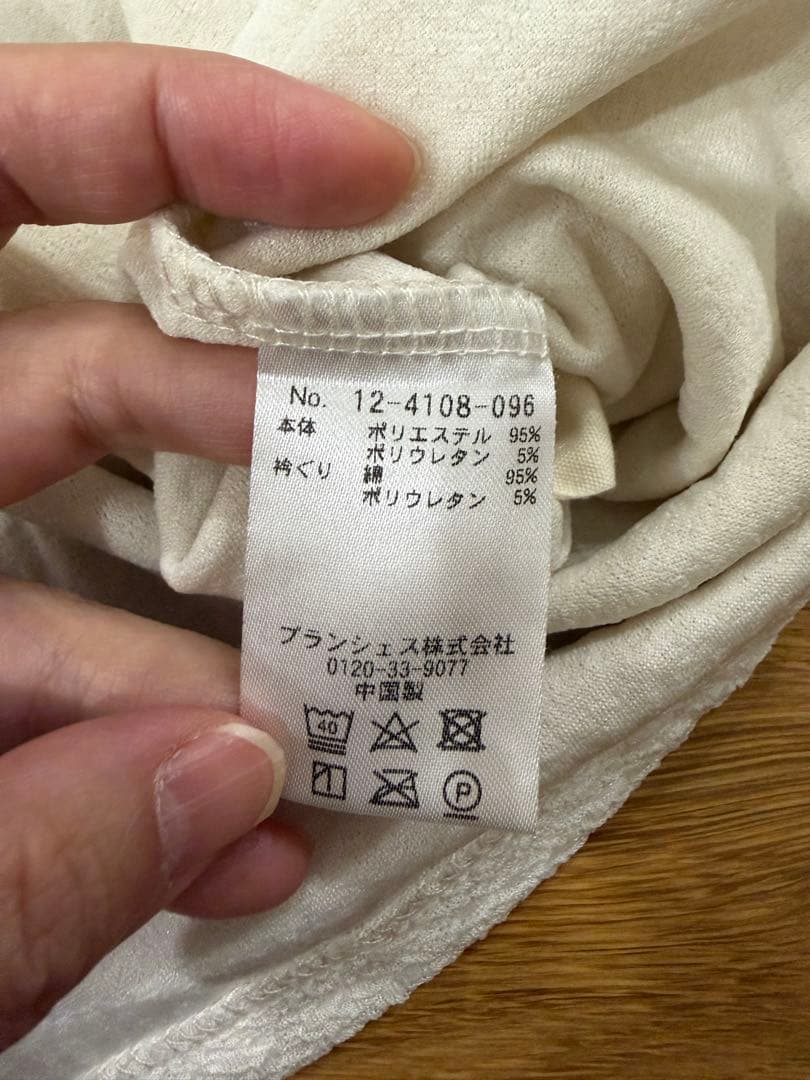 No. 12-4108-096
本体 ポリエステル 95%
ポリウレタン 5%
衿ぐり 綿 95%
ポリウレタン 5%
ブランシェス株式会社
0120-33-9077
中国製
40
P